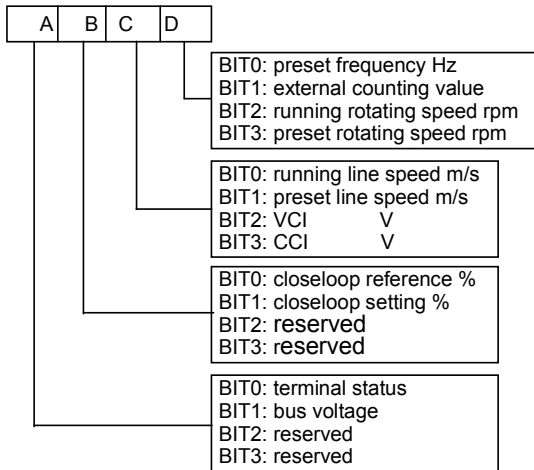 A B C D
BIT0: preset frequency Hz
BIT1: external counting value
BIT2: running rotating speed rpm
BIT3: preset rotating speed rpm
BIT0: running line speed m/s
BIT1: preset line speed m/s
BIT2: VCI V
BIT3: CCI V
BIT0: closeloop reference %
BIT1: closeloop setting %
BIT2: reserved
BIT3: reserved
BIT0: terminal status
BIT1: bus voltage
BIT2: reserved
BIT3: reserved